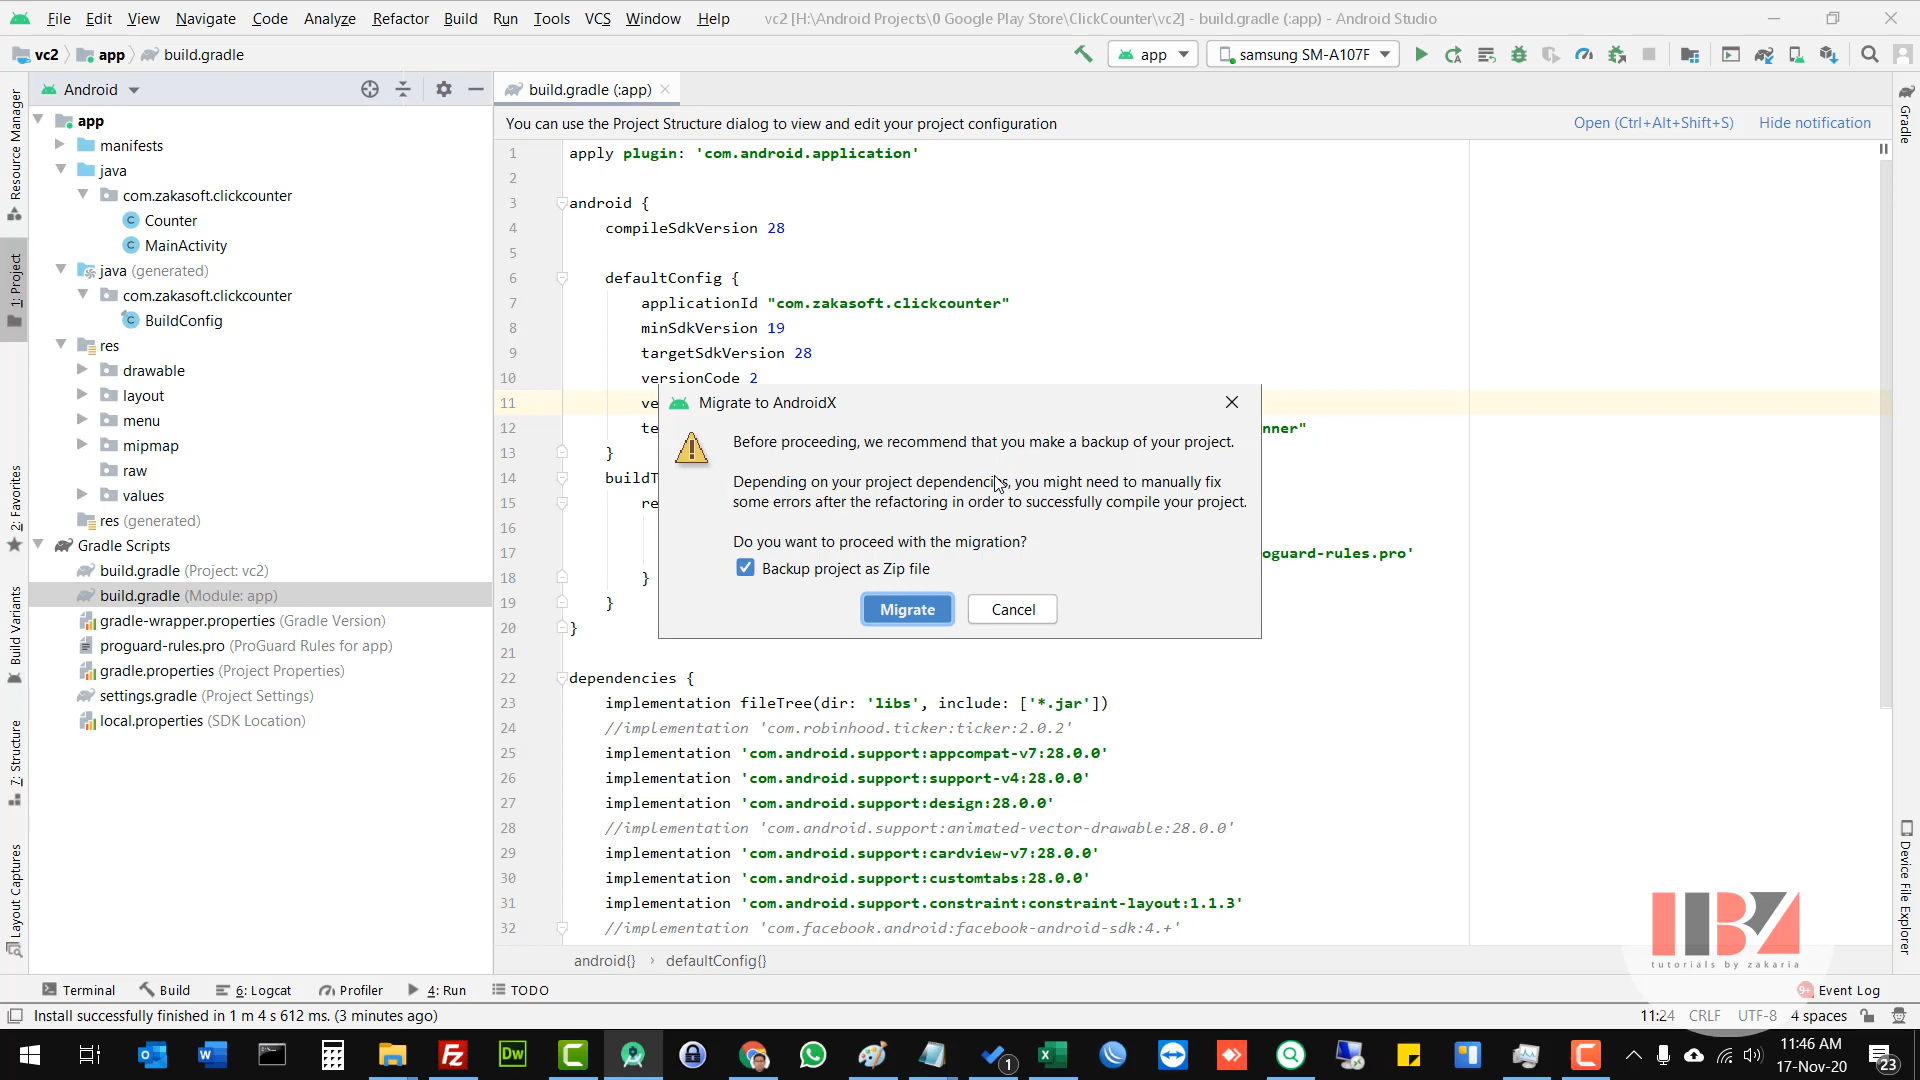 File Edit View Navigate Code Analyze Refactor Build Run Tools VCS Window Help vc2 [H:\Android Projects\0 Google Play Store\ClickCounter\vc2] - build.gradle (:app) - Android Studio
vc2 app build.gradle app samsung SM-A107F
Android build.gradle (:app)
You can use the Project Structure dialog to view and edit your project configuration Open (Ctrl+Alt+Shift+S) Hide notification
Resource Manager
1: Project
2: Favorites
Build Variants
7: Structure
Layout Captures
app
manifests
java
com.zakasoft.clickcounter
Counter
MainActivity
java (generated)
com.zakasoft.clickcounter
BuildConfig
res
drawable
layout
menu
mipmap
raw
values
res (generated)
Gradle Scripts
build.gradle (Project: vc2)
build.gradle (Module: app)
gradle-wrapper.properties (Gradle Version)
proguard-rules.pro (ProGuard Rules for app)
gradle.properties (Project Properties)
settings.gradle (Project Settings)
local.properties (SDK Location)
1 apply plugin: 'com.android.application'
2
3 android {
4 compileSdkVersion 28
5
6 defaultConfig {
7 applicationId "com.zakasoft.clickcounter"
8 minSdkVersion 19
9 targetSdkVersion 28
10 versionCode 2
11 ve
12 te nner"
13 }
14 buildT
15 re
16
17 oguard-rules.pro'
18 }
19 }
20 }
21
22 dependencies {
23 implementation fileTree(dir: 'libs', include: ['*.jar'])
24 //implementation 'com.robinhood.ticker:ticker:2.0.2'
25 implementation 'com.android.support:appcompat-v7:28.0.0'
26 implementation 'com.android.support:support-v4:28.0.0'
27 implementation 'com.android.support:design:28.0.0'
28 //implementation 'com.android.support:animated-vector-drawable:28.0.0'
29 implementation 'com.android.support:cardview-v7:28.0.0'
30 implementation 'com.android.support:customtabs:28.0.0'
31 implementation 'com.android.support.constraint:constraint-layout:1.1.3'
32 //implementation 'com.facebook.android:facebook-android-sdk:4.+'
Migrate to AndroidX
Before proceeding, we recommend that you make a backup of your project.
Depending on your project dependencies, you might need to manually fix
some errors after the refactoring in order to successfully compile your project.
Do you want to proceed with the migration?
Backup project as Zip file
Migrate Cancel
Gradle
Device File Explorer
IBZ
tutorials by zakaria
android{} › defaultConfig{}
Terminal Build 6: Logcat Profiler 4: Run TODO 9+ Event Log
Install successfully finished in 1 m 4 s 612 ms. (3 minutes ago) 11:24 CRLF UTF-8 4 spaces
Dw
1
11:46 AM
17-Nov-20
23